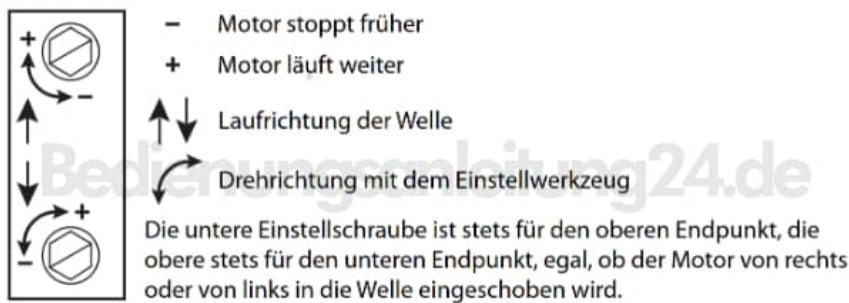 +
–
– Motor stoppt früher
+ Motor läuft weiter
Laufrichtung der Welle
Bedienungsanleitung24.de
Drehrichtung mit dem Einstellwerkzeug
+
–
Die untere Einstellschraube ist stets für den oberen Endpunkt, die
obere stets für den unteren Endpunkt, egal, ob der Motor von rechts
oder von links in die Welle eingeschoben wird.